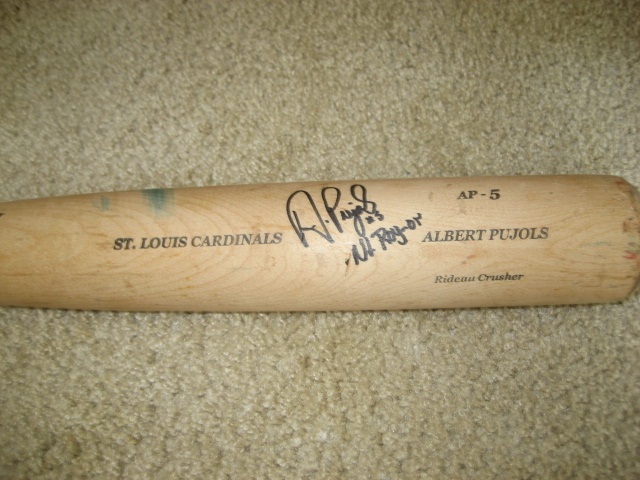 AP - 5
ST. LOUIS CARDINALS
A. Pujols
#5
NL ROY-01
ALBERT PUJOLS
Rideau Crusher